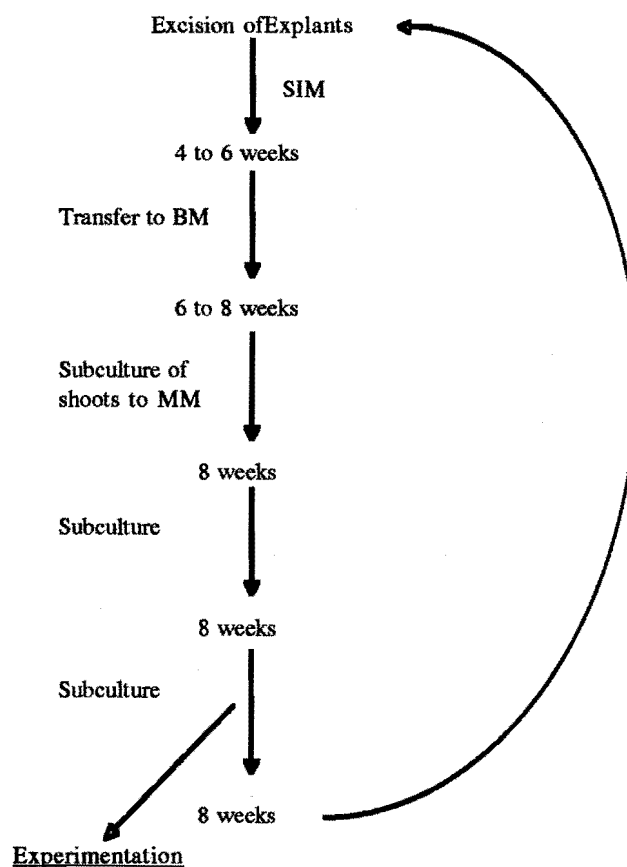 Excision ofExplants
SIM
4 to 6 weeks
Transfer to BM
6 to 8 weeks
Subculture of
shoots to MM
8 weeks
Subculture
8 weeks
Subculture
8 weeks
Experimentation